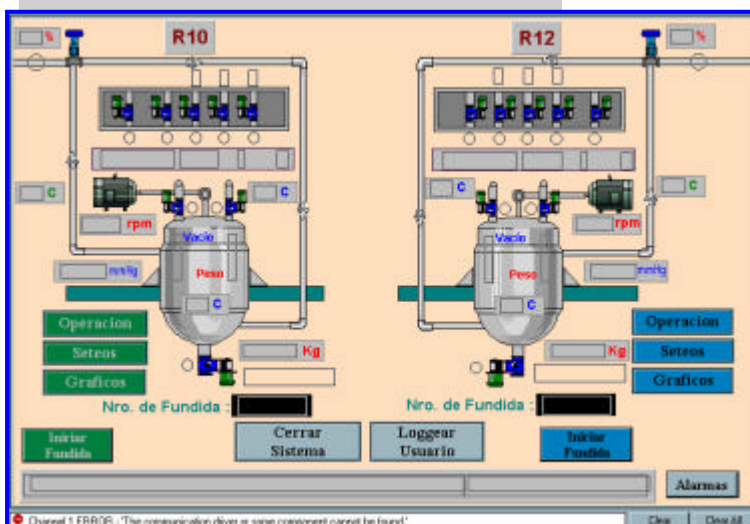 R10
R12
%
%
C
C
C
C
rpm
rpm
Vacio
Vacio
mmHg
mmHg
Peso
Peso
C
C
Operacion
Operacion
Seteos
Seteos
Graficos
Graficos
Kg
Kg
Nro. de Fundida :
Nro. de Fundida :
Iniciar
Fundida
Cerrar
Sistema
Loggear
Usuario
Iniciar
Fundida
Alarmas
Channel 1 ERROR : 'The communication driver or same component cannot be found.'
Clear
Clear All